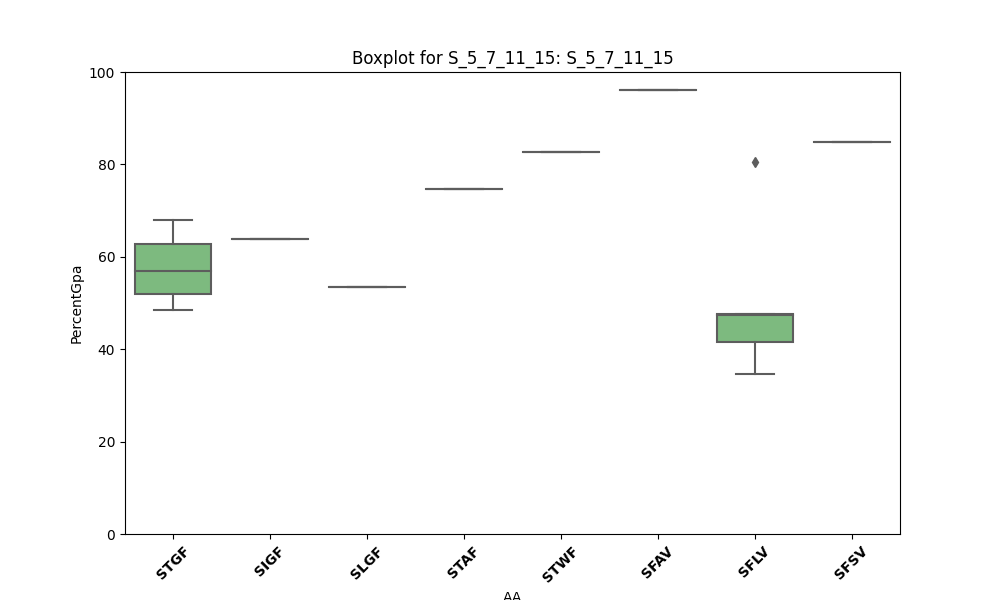 Boxplot for S_5_7_11_15: S_5_7_11_15
100
80
60
40
20
0
PercentGpa
STGF
SIGF
SLGF
STAF
STWF
SFAV
SFLV
SFSV
AA